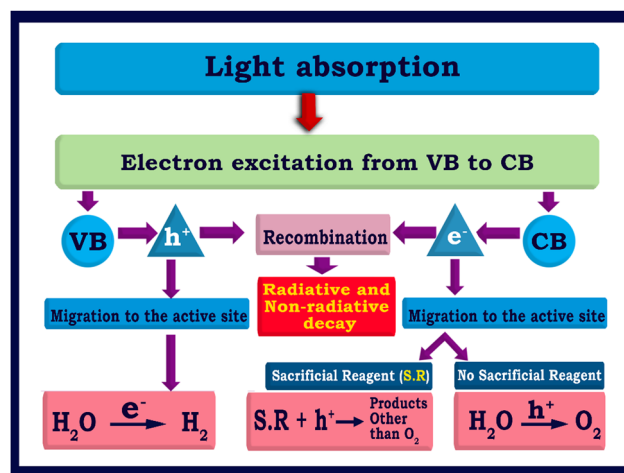 Light absorption
Electron excitation from VB to CB
VB
h⁺
Recombination
e⁻
CB
Radiative and
Non-radiative
decay
Migration to the active site
Migration to the active site
Sacrificial Reagent (S.R)
No Sacrificial Reagent
H₂O e⁻ → H₂
S.R + h⁺ → Products
Other
than O₂
H₂O h⁺ → O₂